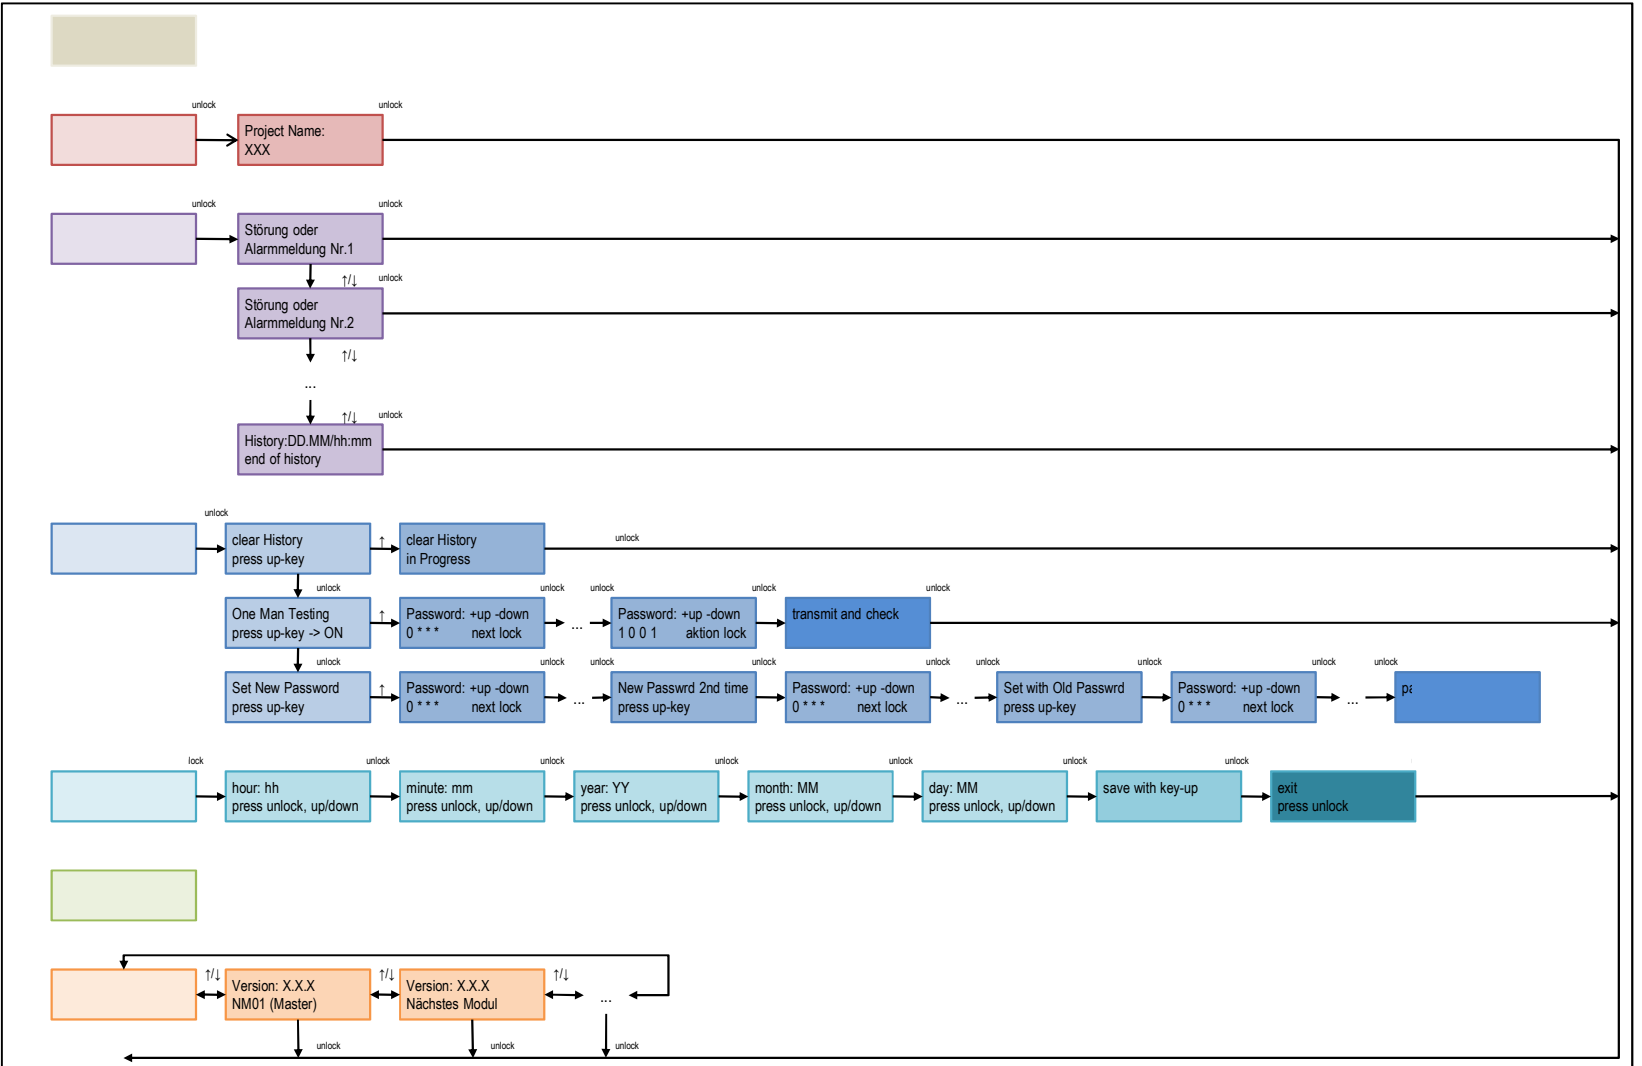 unlock
unlock
Project Name:
XXX
unlock
unlock
Störung oder
Alarmmeldung Nr.1
↑/↓
unlock
Störung oder
Alarmmeldung Nr.2
↑/↓
...
↑/↓
unlock
History:DD.MM/hh:mm
end of history
unlock
clear History
press up-key
↑
clear History
in Progress
unlock
unlock
One Man Testing
press up-key -> ON
↑
Password: +up -down
0 * * * next lock
unlock
...
unlock
Password: +up -down
1 0 0 1 aktion lock
unlock
transmit and check
unlock
unlock
Set New Password
press up-key
↑
Password: +up -down
0 * * * next lock
unlock
...
unlock
New Passwrd 2nd time
press up-key
unlock
Password: +up -down
0 * * * next lock
unlock
...
unlock
Set with Old Passwrd
press up-key
unlock
Password: +up -down
0 * * * next lock
unlock
...
unlock
lock
hour: hh
press unlock, up/down
unlock
minute: mm
press unlock, up/down
unlock
year: YY
press unlock, up/down
unlock
month: MM
press unlock, up/down
unlock
day: MM
press unlock, up/down
unlock
save with key-up
unlock
exit
press unlock
↑/↓
Version: X.X.X
NM01 (Master)
↑/↓
Version: X.X.X
Nächstes Modul
↑/↓
...
unlock
unlock
unlock